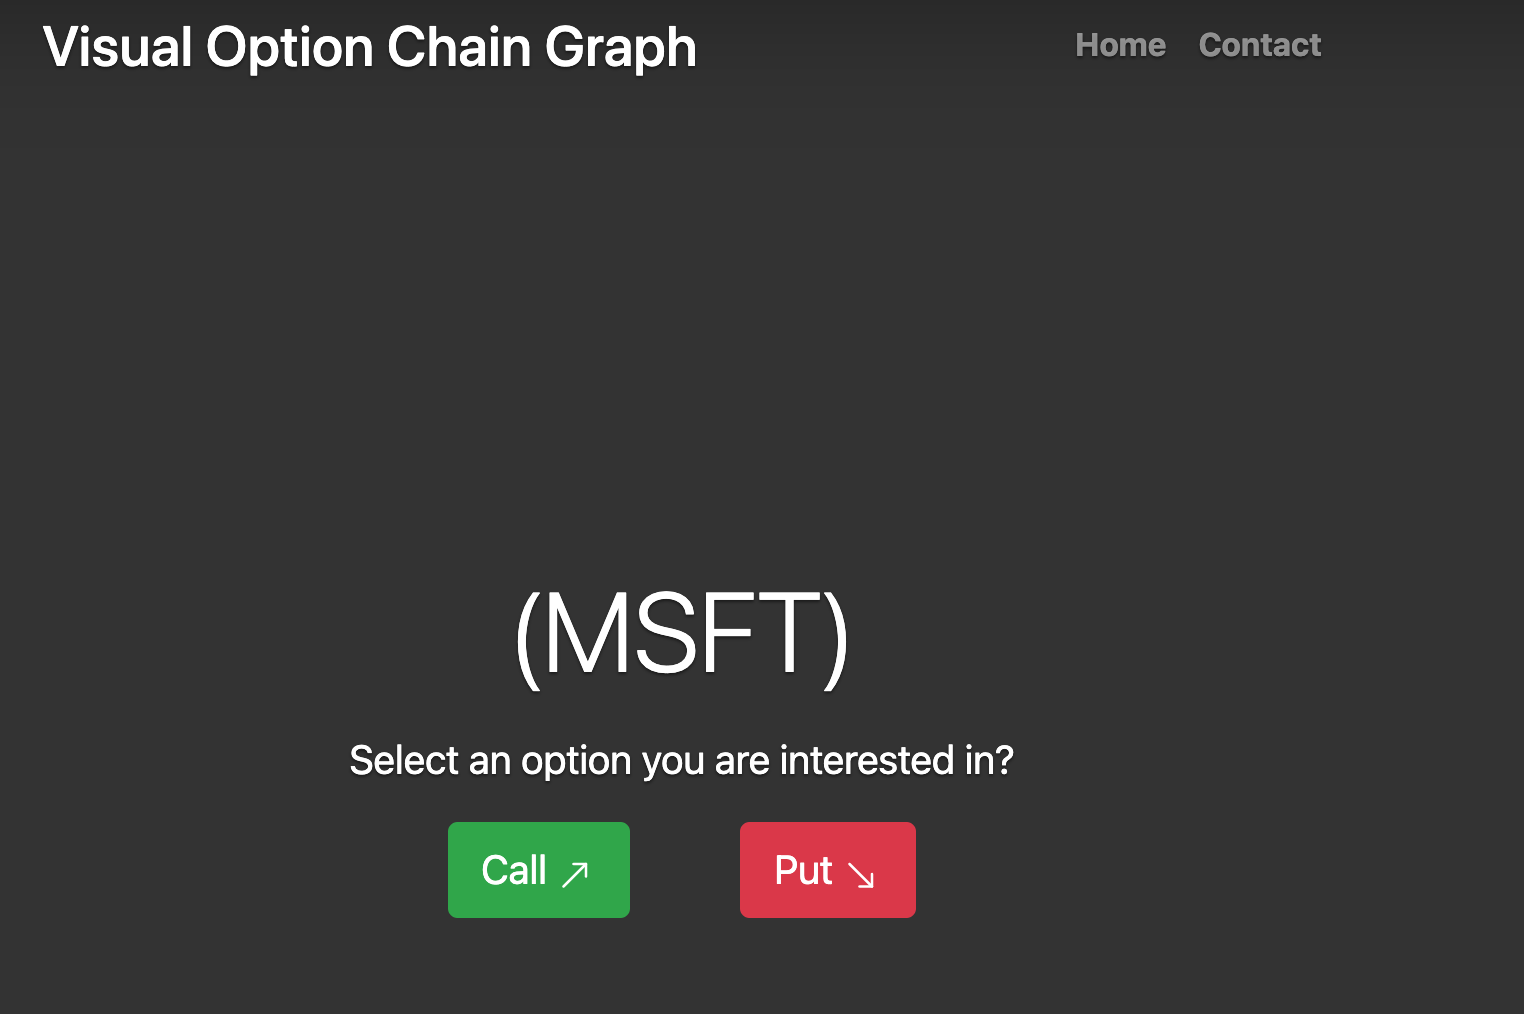 Visual Option Chain Graph
Home Contact
(MSFT)
Select an option you are interested in?
Call ↗ Put ↘